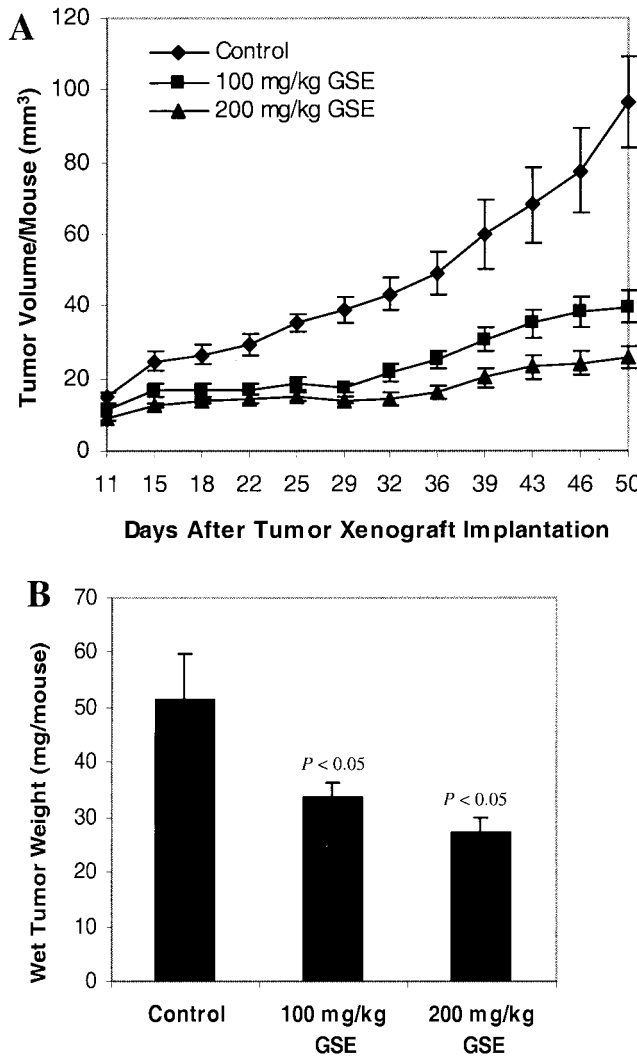 A
120
100
80
60
40
20
0
Tumor Volume/Mouse (mm³)
Control
100 mg/kg GSE
200 mg/kg GSE
11 15 18 22 25 29 32 36 39 43 46 50
Days After Tumor Xenograft Implantation
B
70
60
50
40
30
20
10
0
Wet Tumor Weight (mg/mouse)
P < 0.05
P < 0.05
Control 100 mg/kg 200 mg/kg
GSE GSE